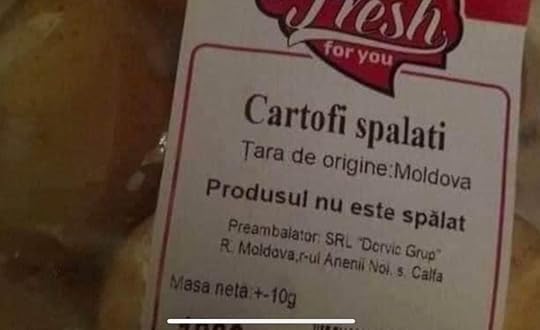 Fresh
for you
Cartofi spalati
Țara de origine:Moldova
Produsul nu este spălat
Preambalator: SRL "Dorvic Grup"
R. Moldova,r-ul Anenii Noi, s. Calfa
Masa netă:+-10g